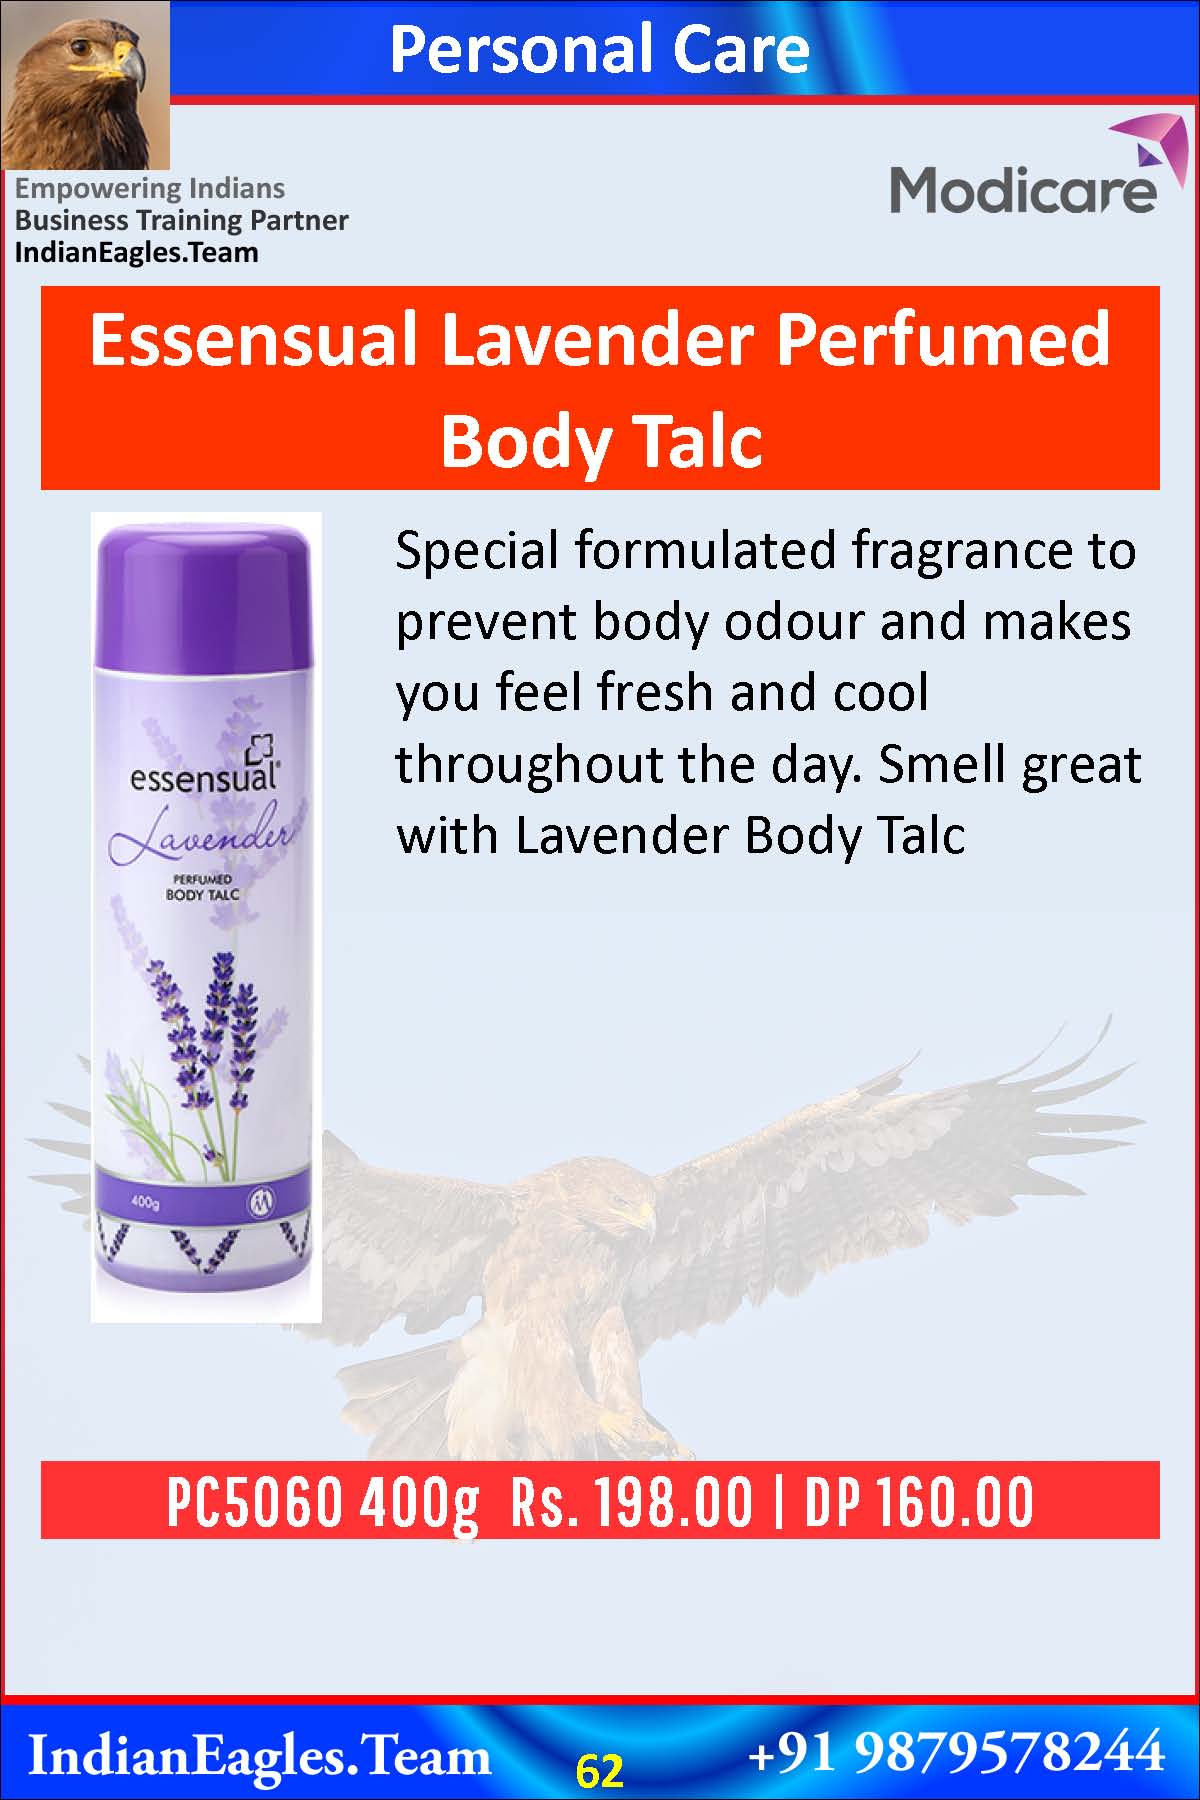 Personal Care
Empowering Indians
Business Training Partner
IndianEagles.Team
Modicare
Essensual Lavender Perfumed
Body Talc
Special formulated fragrance to
prevent body odour and makes
you feel fresh and cool
throughout the day. Smell great
with Lavender Body Talc
essensual®
Lavender
PERFUMED
BODY TALC
400g
PC5060 400g Rs. 198.00 | DP 160.00
IndianEagles.Team
62
+91 9879578244